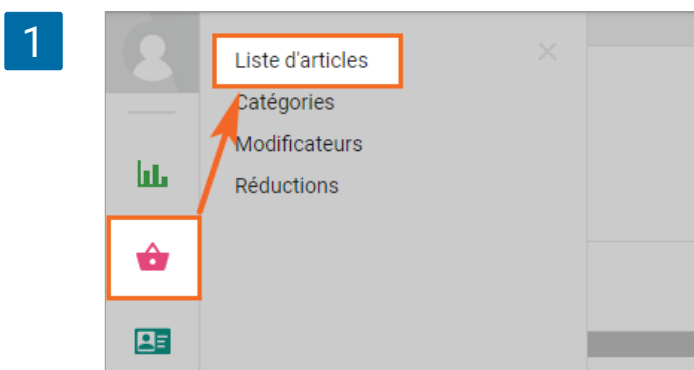 1
Liste d'articles
Catégories
Modificateurs
Réductions